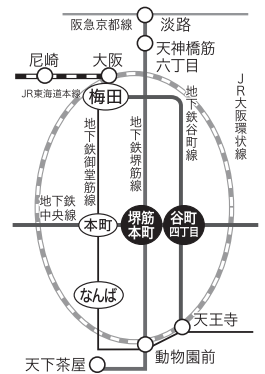 阪急京都線
淡路
天神橋筋
六丁目
尼崎
大阪
JR東海道本線
梅田
JR大阪環状線
地下鉄御堂筋線
地下鉄堺筋線
地下鉄谷町線
地下鉄
中央線
本町
堺筋
本町
谷町
四丁目
なんば
天王寺
動物園前
天下茶屋